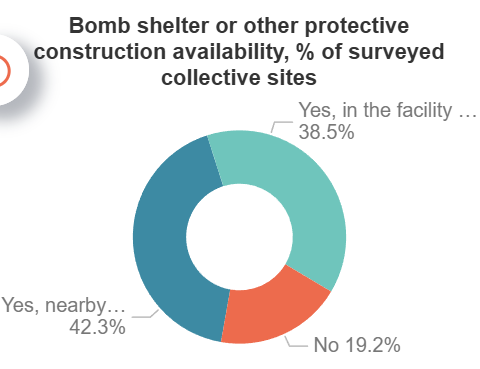 Bomb shelter or other protective
construction availability, % of surveyed
collective sites
Yes, in the facility …
38.5%
Yes, nearby…
42.3%
No 19.2%